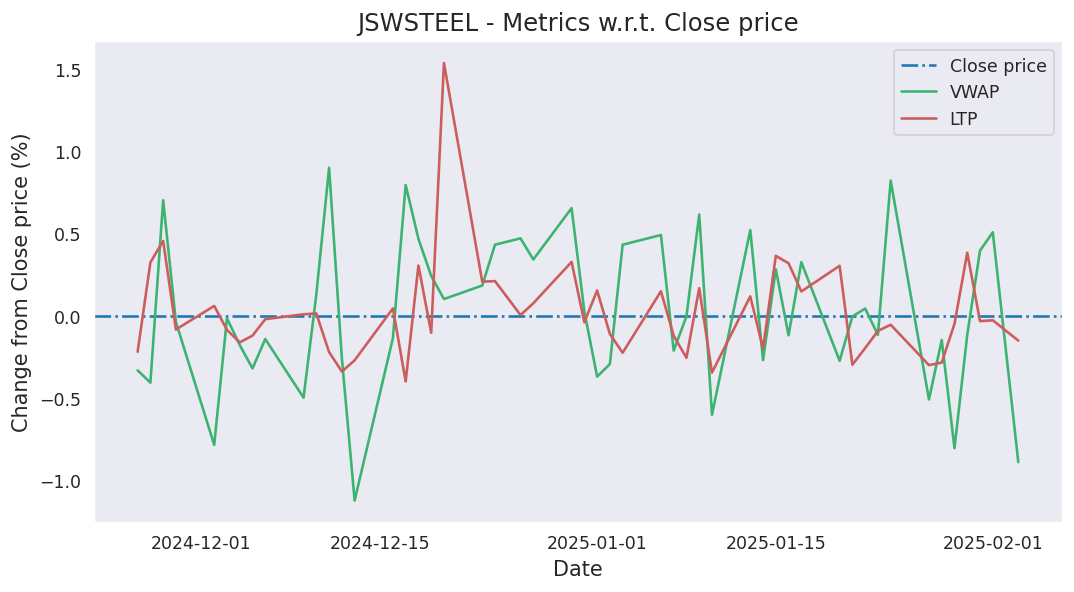 JSWSTEEL - Metrics w.r.t. Close price
Close price
VWAP
LTP
Change from Close price (%)
1.5
1.0
0.5
0.0
−0.5
−1.0
2024-12-01
2024-12-15
2025-01-01
2025-01-15
2025-02-01
Date